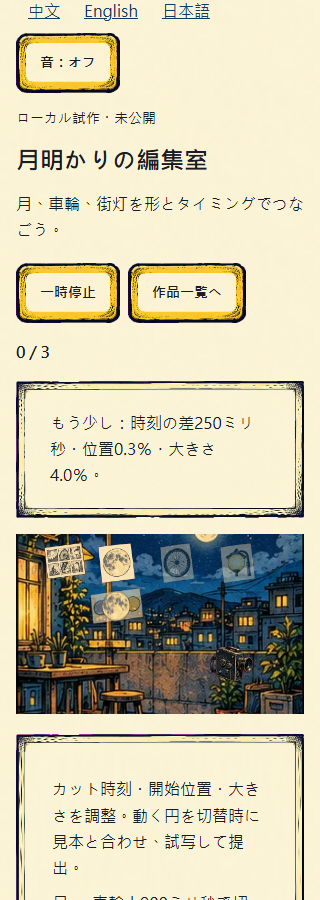 中文 English 日本語
音：オフ
ローカル試作・未公開
月明かりの編集室
月、車輪、街灯を形とタイミングでつな
ごう。
一時停止 作品一覧へ
0 / 3
もう少し：時刻の差250ミリ
秒・位置0.3%・大きさ
4.0%。
カット時刻・開始位置・大き
さを調整。動く円を切替時に
見本と合わせ、試写して提
出。